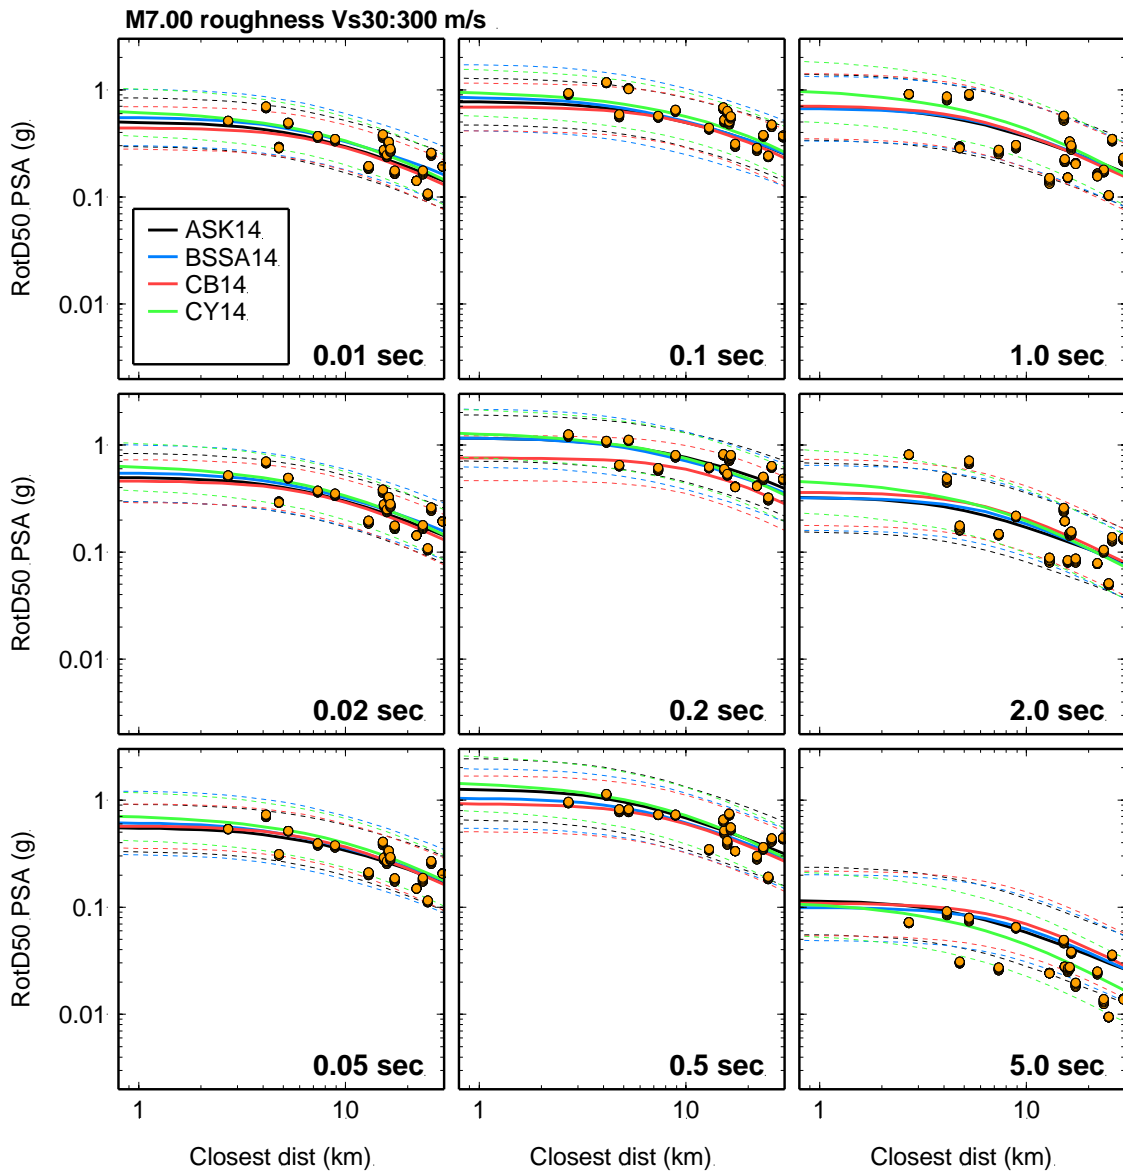 M7.00 roughness Vs30:300 m/s
RotD50 PSA (g)
1
0.1
0.01
ASK14
BSSA14
CB14
CY14
0.01 sec
0.1 sec
1.0 sec
RotD50 PSA (g)
1
0.1
0.01
0.02 sec
0.2 sec
2.0 sec
RotD50 PSA (g)
1
0.1
0.01
0.05 sec
0.5 sec
5.0 sec
1 10 1 10 1 10
Closest dist (km) Closest dist (km) Closest dist (km)